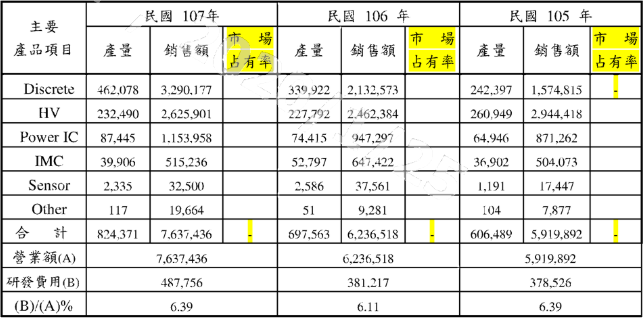 主要
產品項目
民國 107年 民國 106 年 民國 105 年
產量 銷售額 市場占有率 產量 銷售額 市場占有率 產量 銷售額 市場占有率
Discrete 462,078 3,290,177 339,922 2,132,573 242,397 1,574,815 -
HV 232,490 2,625,901 227,792 2,462,384 260,949 2,944,418
Power IC 87,445 1,153,958 74,415 947,297 64,946 871,262
IMC 39,906 515,236 52,797 647,422 36,902 504,073
Sensor 2,335 32,500 2,586 37,561 1,191 17,447
Other 117 19,664 51 9,281 104 7,877
合 計 824,371 7,637,436 - 697,563 6,236,518 - 606,489 5,919,892 -
營業額(A) 7,637,436 6,236,518 5,919,892
研發費用(B) 487,756 381,217 378,526
(B)/(A)% 6.39 6.11 6.39